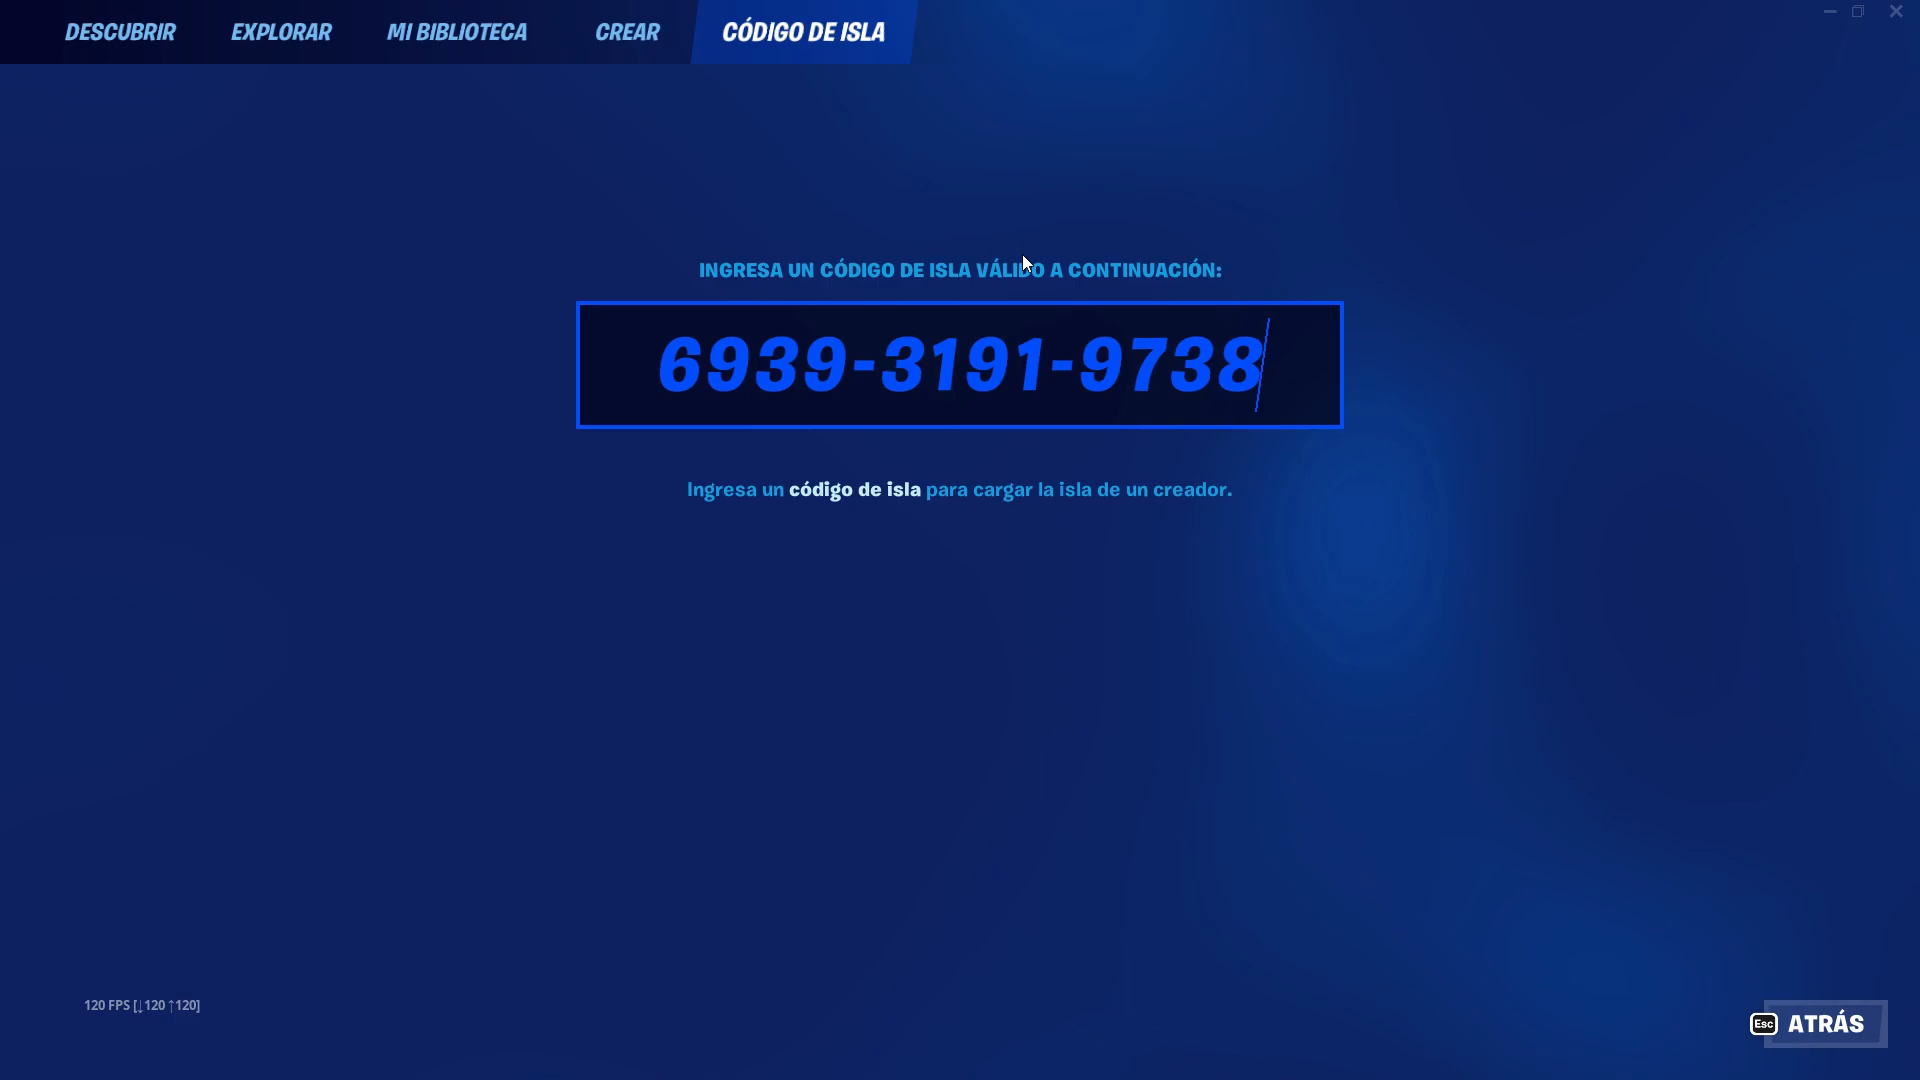 DESCUBRIR EXPLORAR MI BIBLIOTECA CREAR CÓDIGO DE ISLA
INGRESA UN CÓDIGO DE ISLA VÁLIDO A CONTINUACIÓN:
6939-3191-9738
Ingresa un código de isla para cargar la isla de un creador.
120 FPS [↓120 ↑120]
Esc ATRÁS